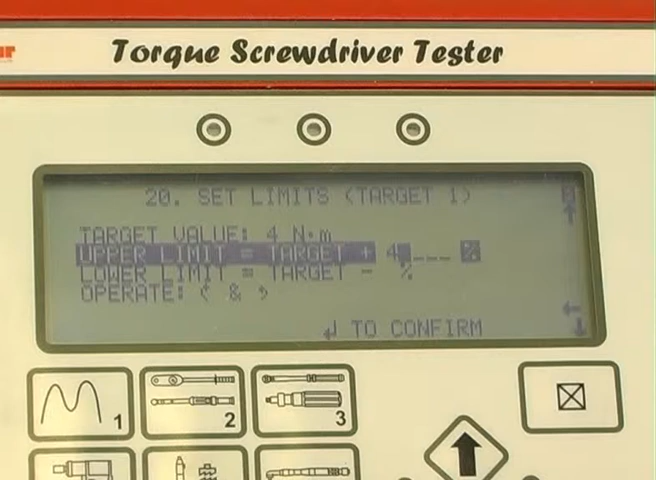 Torque Screwdriver Tester
20. SET LIMITS (TARGET 1)
TARGET VALUE: 4 N·m
UPPER LIMIT = TARGET + 4___ %
LOWER LIMIT = TARGET - %
OPERATE: &
↲ TO CONFIRM
1
2
3